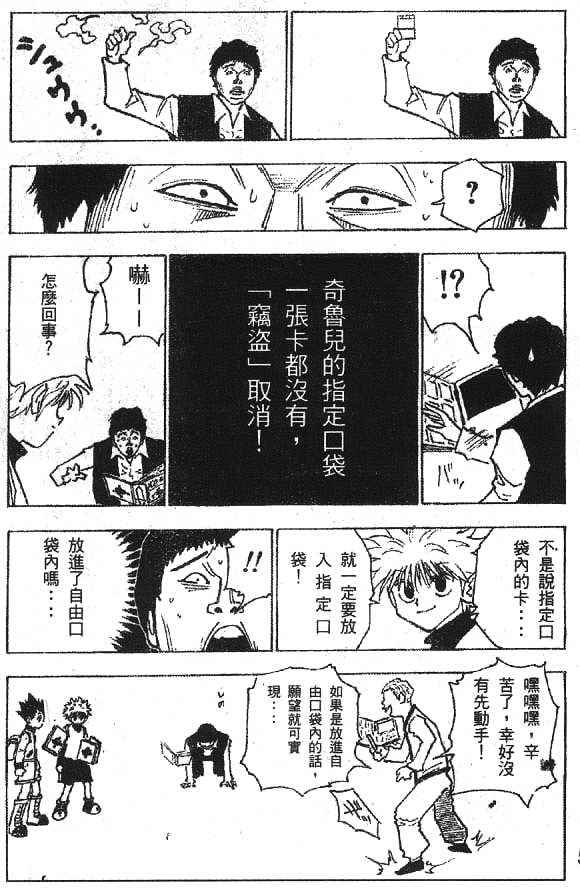 シュウウウ‥
？
!?
奇魯兒的指定口袋
一張卡都沒有，
「竊盜」取消！
嚇——
怎麼回事？
不是說指定口
袋內的卡⋯
就一定要放
入指定口
袋！
!!
放進了自由口
袋內嗎⋯
嘿嘿嘿，辛
苦了，幸好沒
有先動手！
如果是放進自
由口袋內的話，
願望就可實
現⋯